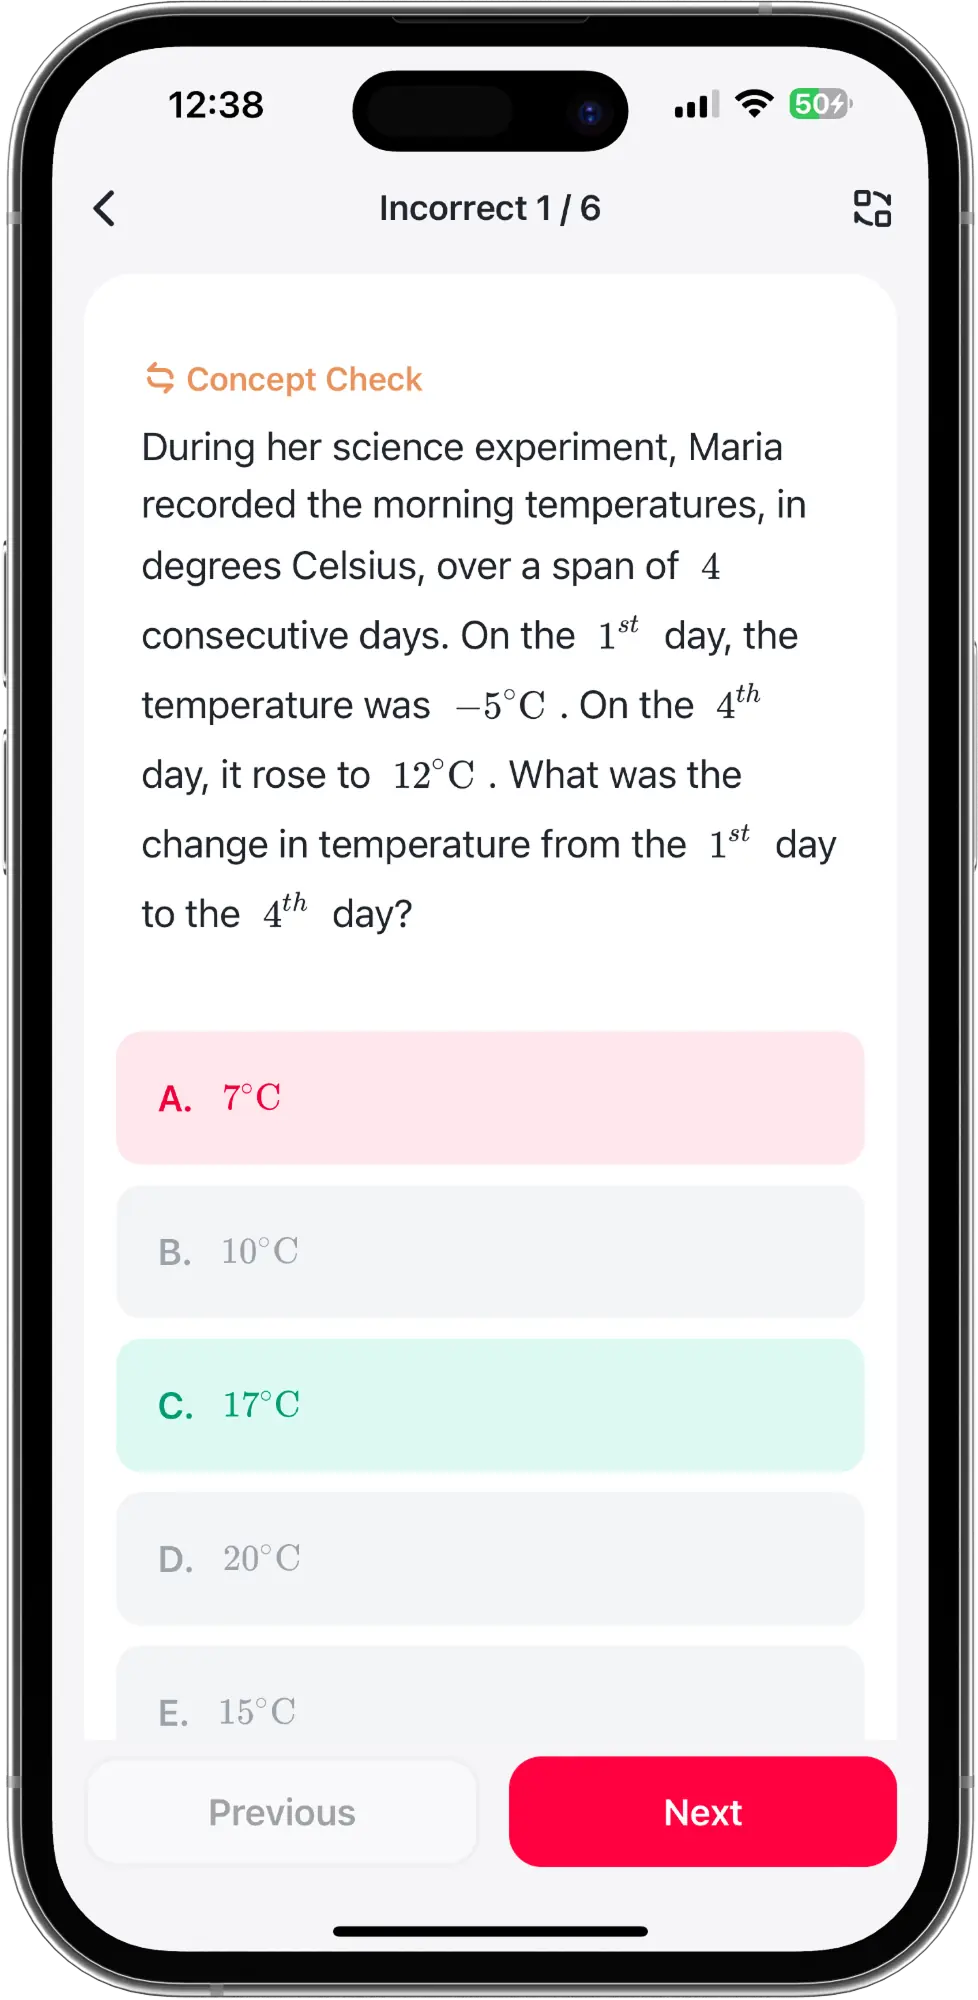 12:38
50
Incorrect 1 / 6
Concept Check
During her science experiment, Maria
recorded the morning temperatures, in
degrees Celsius, over a span of 4
consecutive days. On the 1st day, the
temperature was −5°C . On the 4th
day, it rose to 12°C . What was the
change in temperature from the 1st day
to the 4th day?
A. 7°C
B. 10°C
C. 17°C
D. 20°C
E. 15°C
Previous
Next